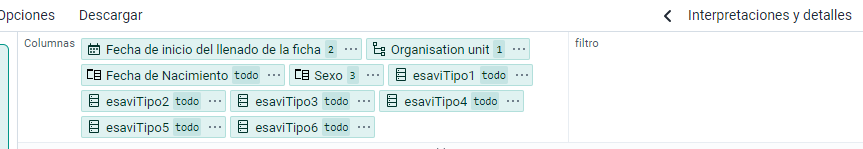 Opciones Descargar Interpretaciones y detalles
Columnas Fecha de inicio del llenado de la ficha 2 ••• Organisation unit 1 ••• filtro
Fecha de Nacimiento todo ••• Sexo 3 ••• esaviTipo1 todo •••
esaviTipo2 todo ••• esaviTipo3 todo ••• esaviTipo4 todo •••
esaviTipo5 todo ••• esaviTipo6 todo •••